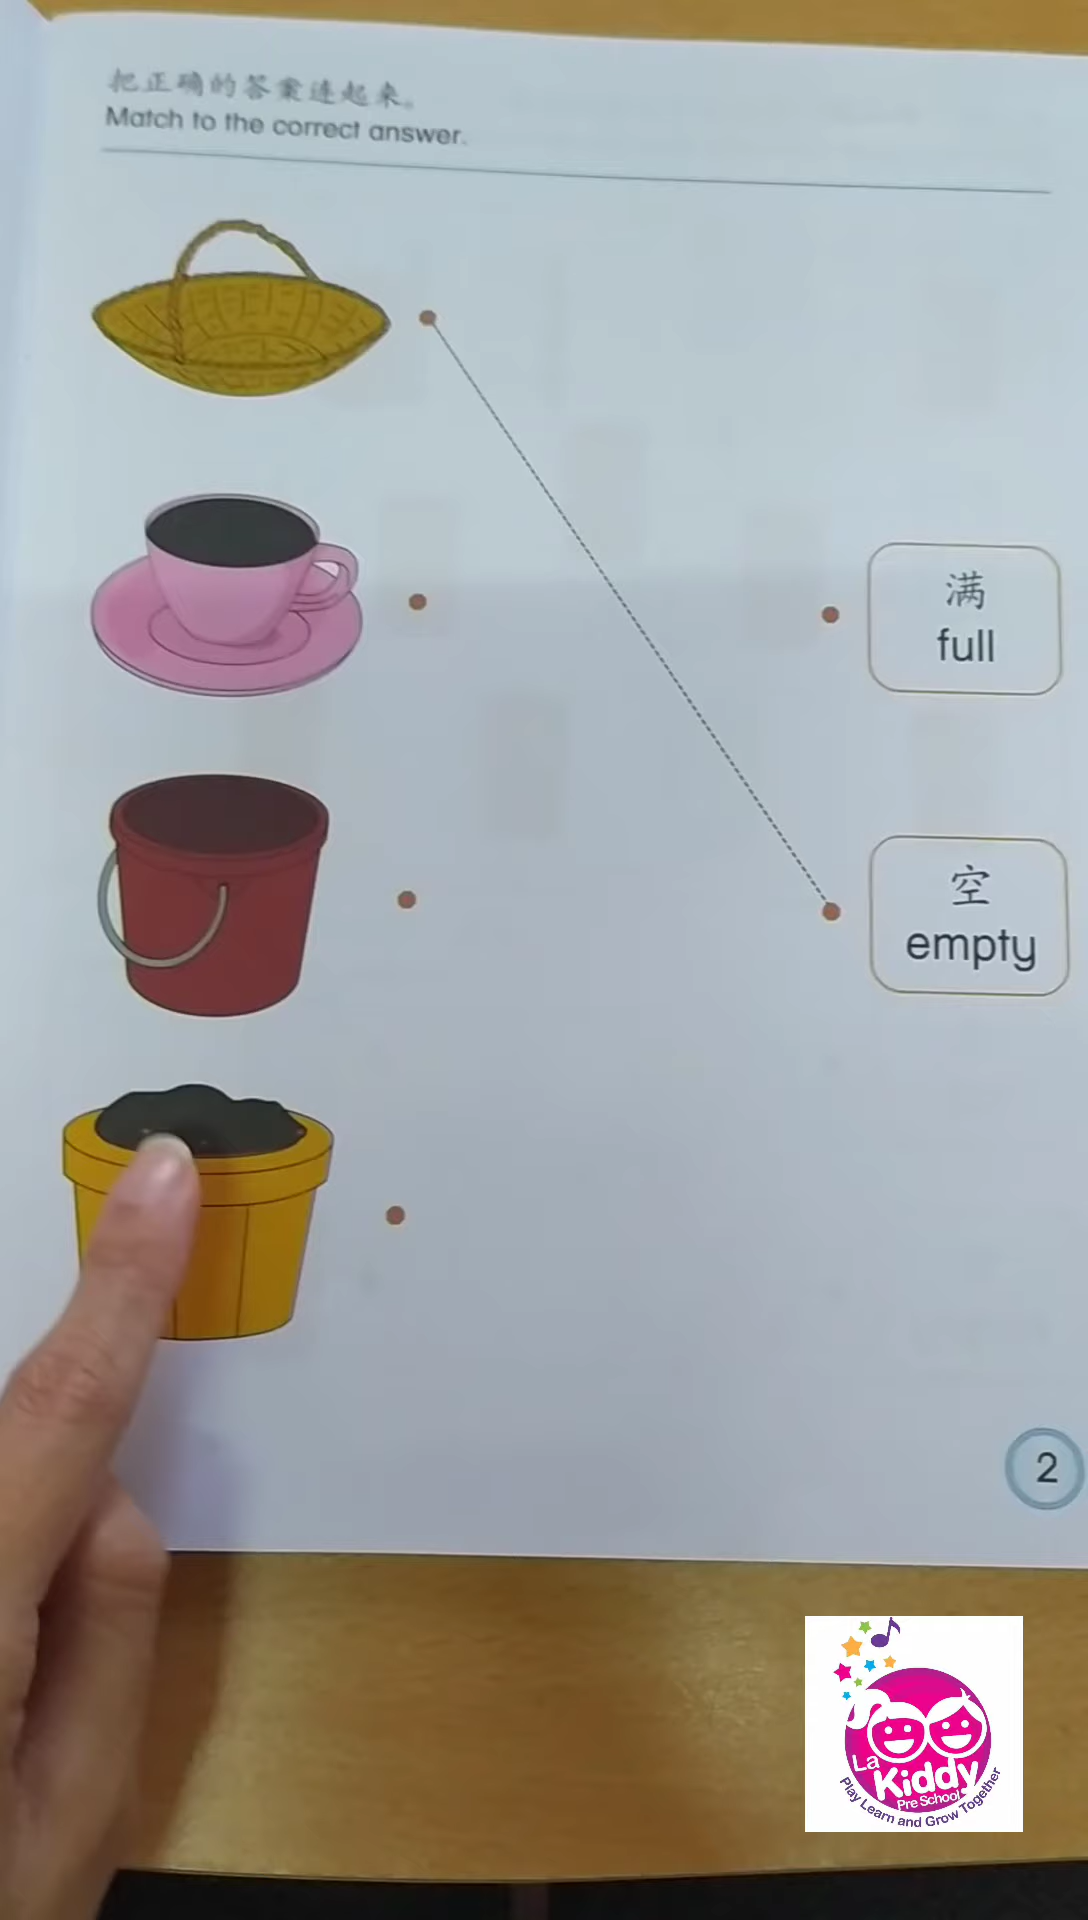 把正确的答案连起来。
Match to the correct answer.
满
full
空
empty
2
La
Kiddy
Pre School
Play Learn and Grow Together